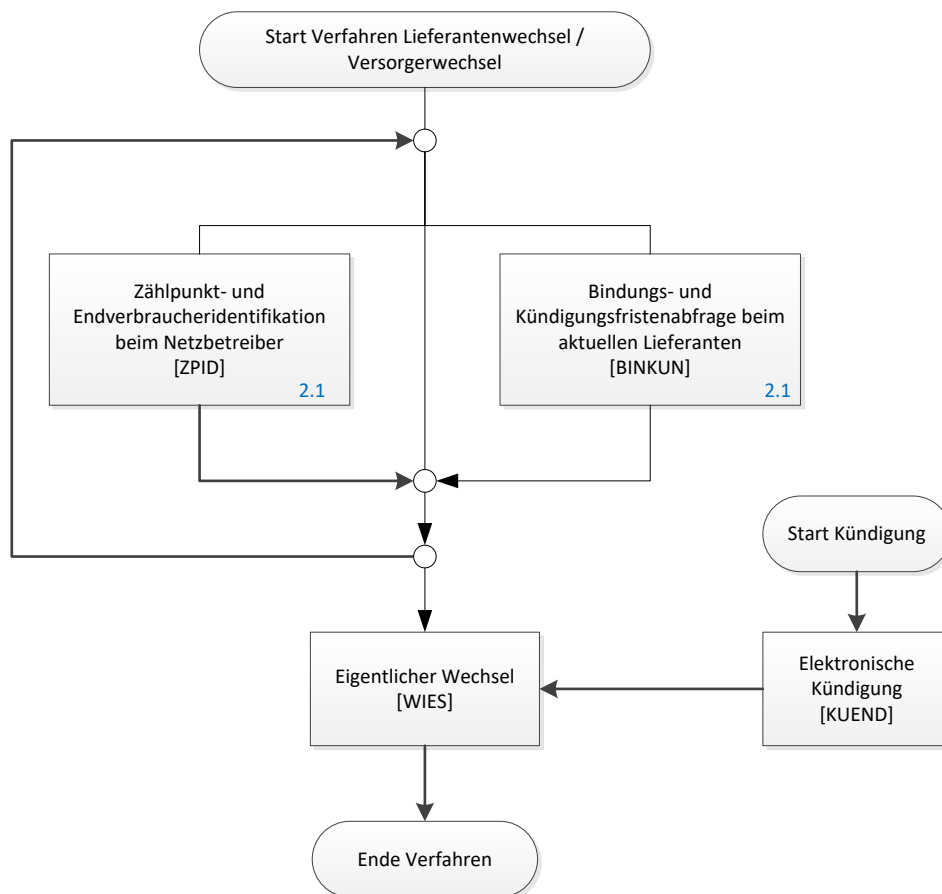 Start Verfahren Lieferantenwechsel /
Versorgerwechsel
Zählpunkt- und
Endverbraucheridentifikation
beim Netzbetreiber
[ZPID]
2.1
Bindungs- und
Kündigungsfristenabfrage beim
aktuellen Lieferanten
[BINKUN]
2.1
Start Kündigung
Eigentlicher Wechsel
[WIES]
Elektronische
Kündigung
[KUEND]
Ende Verfahren